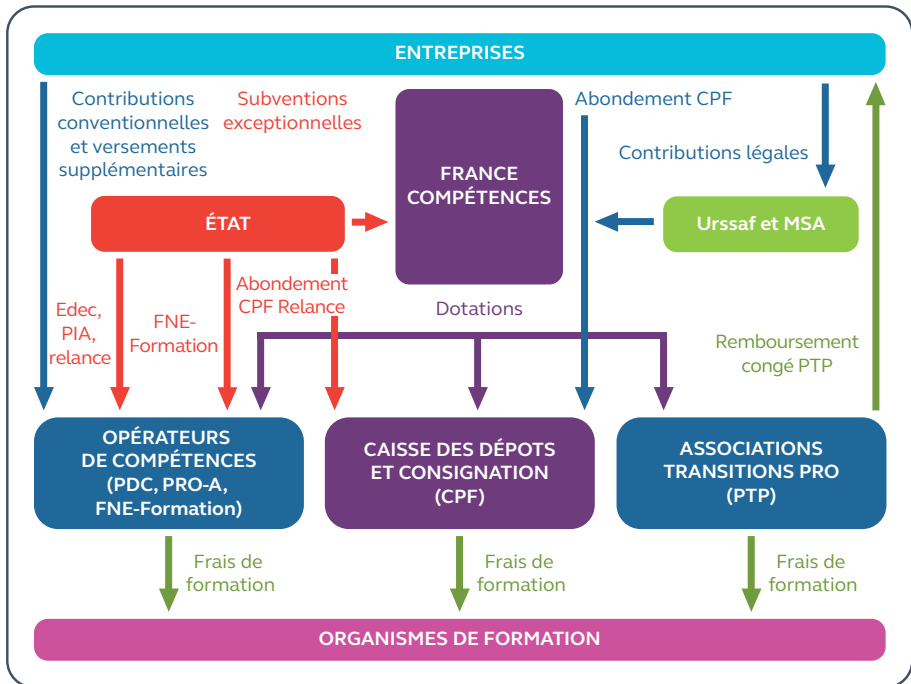 ENTREPRISES
Contributions
conventionnelles
et versements
supplémentaires
Subventions
exceptionnelles
FRANCE
COMPÉTENCES
Abondement CPF
Contributions légales
ÉTAT
Urssaf et MSA
Edec,
PIA,
relance
FNE-
Formation
Abondement
CPF Relance
Dotations
Remboursement
congé PTP
OPÉRATEURS
DE COMPÉTENCES
(PDC, PRO-A,
FNE-Formation)
CAISSE DES DÉPOTS
ET CONSIGNATION
(CPF)
ASSOCIATIONS
TRANSITIONS PRO
(PTP)
Frais de
formation
Frais de
formation
Frais de
formation
ORGANISMES DE FORMATION